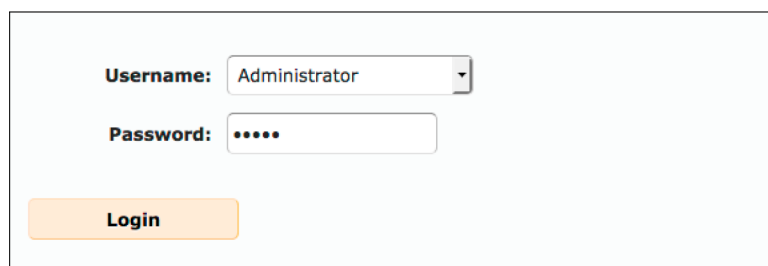 Username: Administrator
Password: •••••
Login